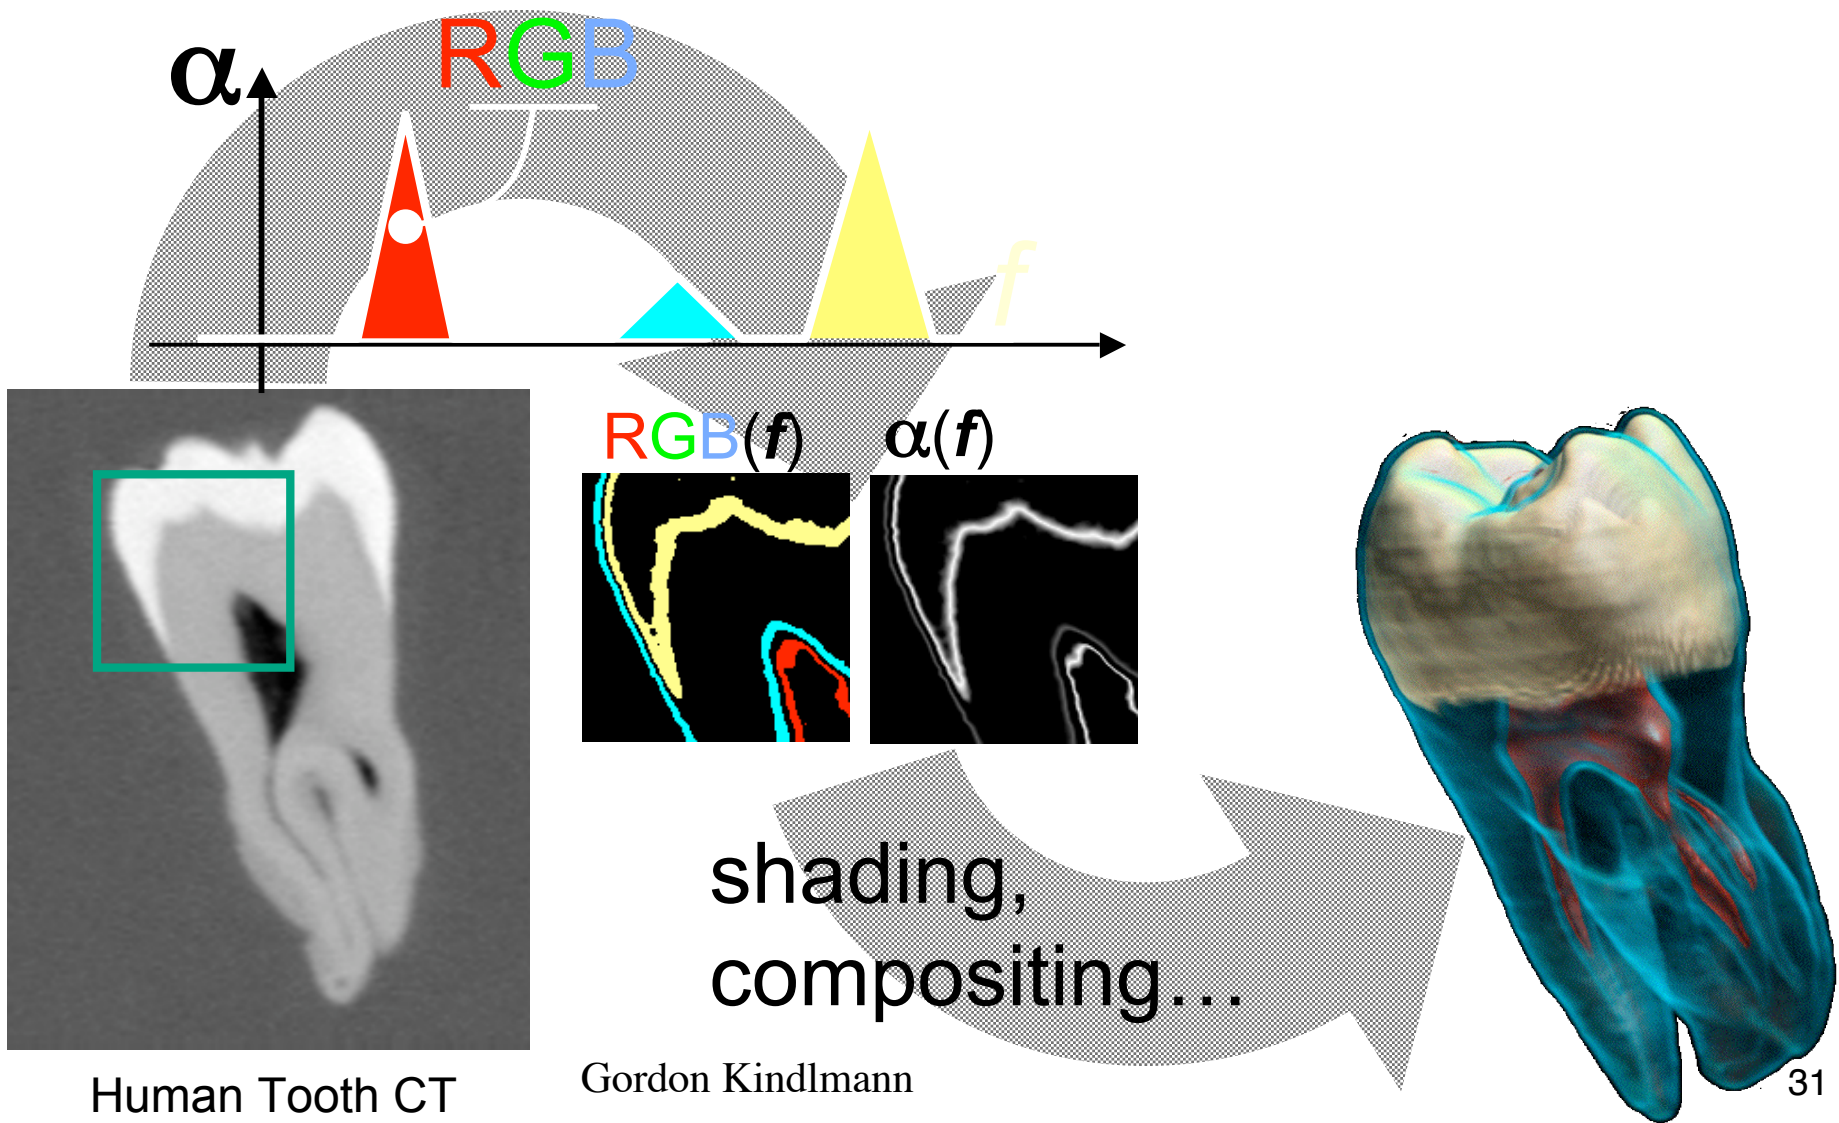 α
RGB
f
RGB(f)
α(f)
shading,
compositing...
Human Tooth CT
Gordon Kindlmann
31